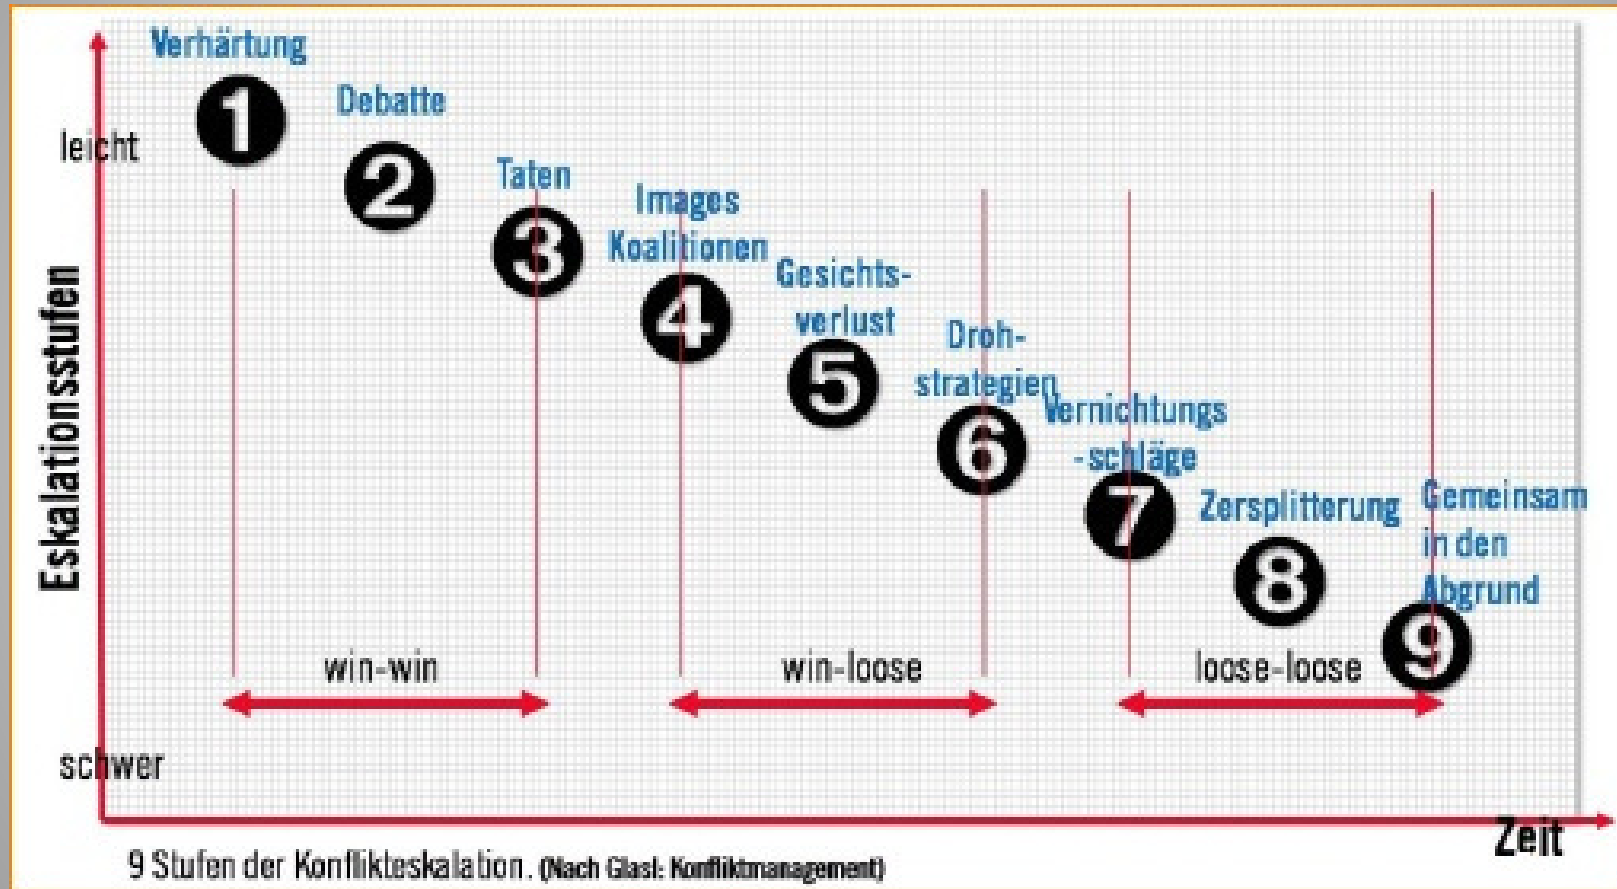 Verhärtung
1
Debatte
leicht
2
Taten
3
Images
Koalitionen
4
Gesichts-
verlust
5
Droh-
strategien
6
Vernichtungs
-schläge
7
Zersplitterung
8
Gemeinsam
in den
Abgrund
9
Eskalationsstufen
win-win
win-loose
loose-loose
schwer
Zeit
9 Stufen der Konflikteskalation. (Nach Glasl: Konfliktmanagement)